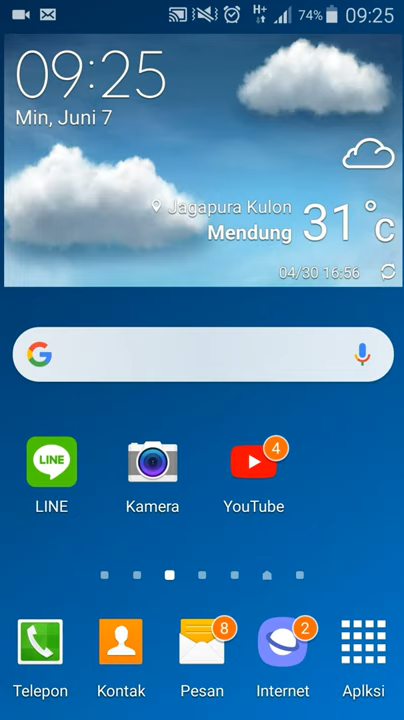 H+ 74% 09:25
09:25
Min, Juni 7
Jagapura Kulon
Mendung 31°c
04/30 16:56
G
LINE
4
LINE Kamera YouTube
8 2
Telepon Kontak Pesan Internet Aplksi